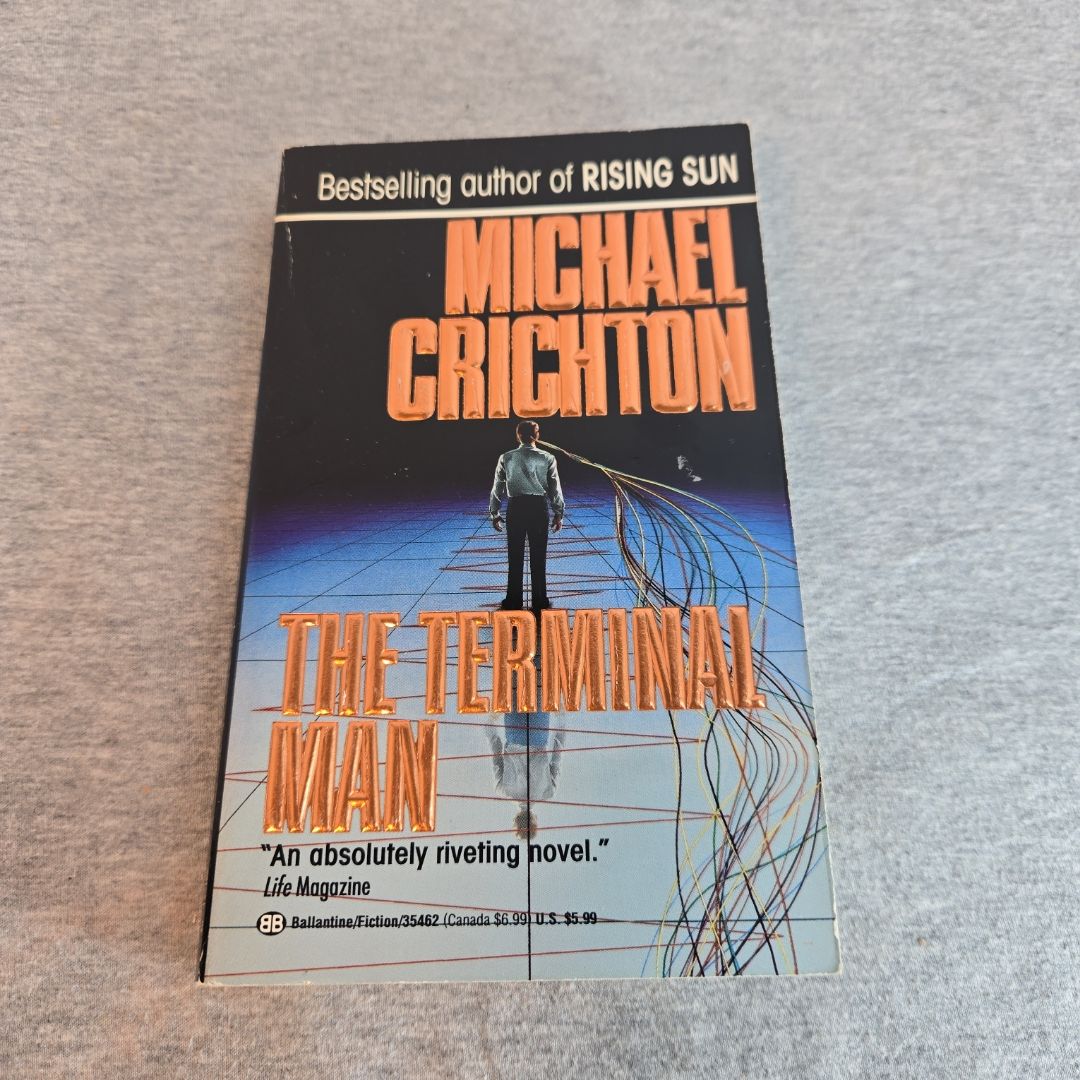 Bestselling author of RISING SUN
MICHAEL
CRICHTON
THE TERMINAL
MAN
"An absolutely riveting novel."
Life Magazine
BB Ballantine/Fiction/35462 (Canada $6.99) U.S. $5.99